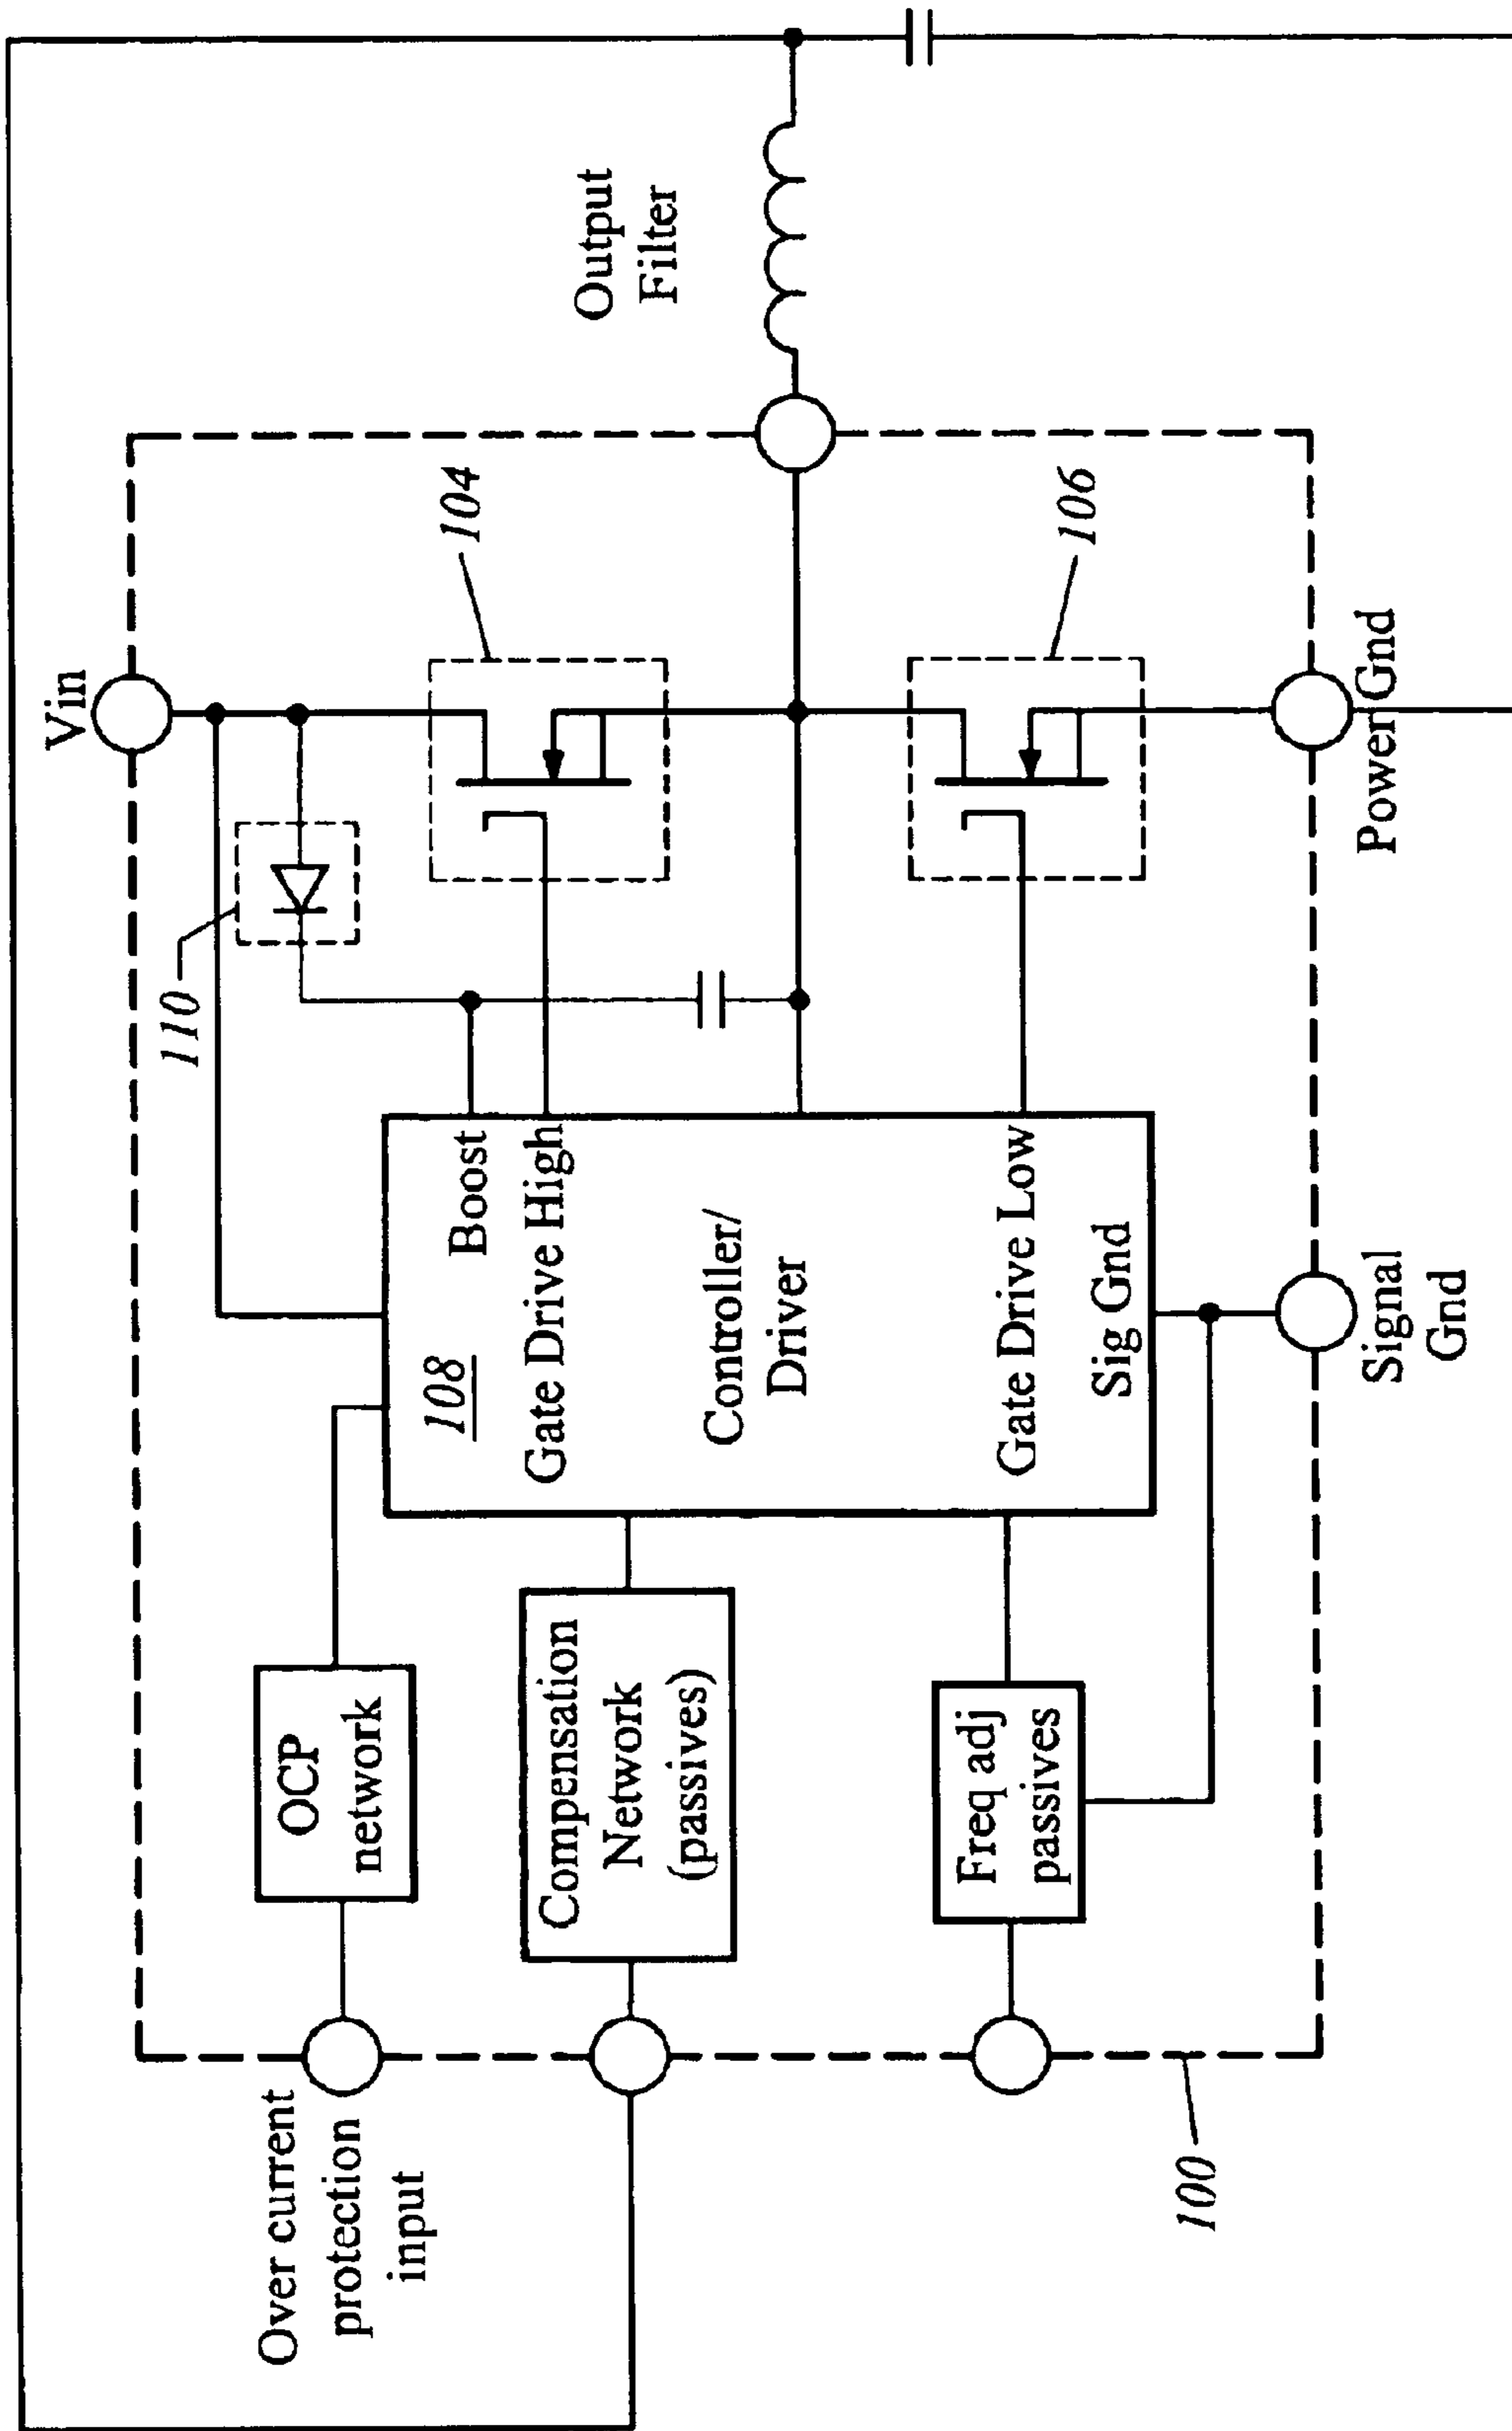 Over current
protection
input
OCP
network
Compensation
Network
(passives)
Freq adj
passives
100
108
Boost
Gate Drive High
Controller/
Driver
Gate Drive Low
Sig Gnd
Signal
Gnd
110
Vin
104
106
Power Gnd
Output
Filter